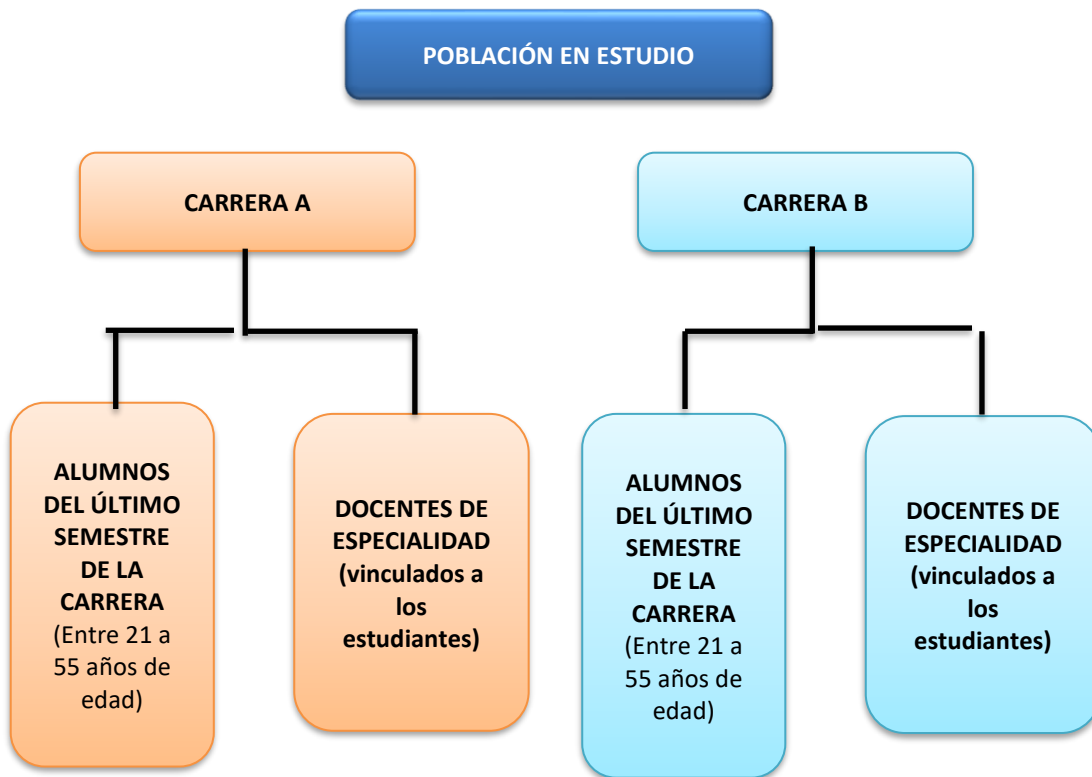 POBLACIÓN EN ESTUDIO
CARRERA A
CARRERA B
ALUMNOS
DEL ÚLTIMO
SEMESTRE
DE LA
CARRERA
(Entre 21 a
55 años de
edad)
DOCENTES DE
ESPECIALIDAD
(vinculados a
los
estudiantes)
ALUMNOS
DEL ÚLTIMO
SEMESTRE
DE LA
CARRERA
(Entre 21 a
55 años de
edad)
DOCENTES DE
ESPECIALIDAD
(vinculados a
los
estudiantes)